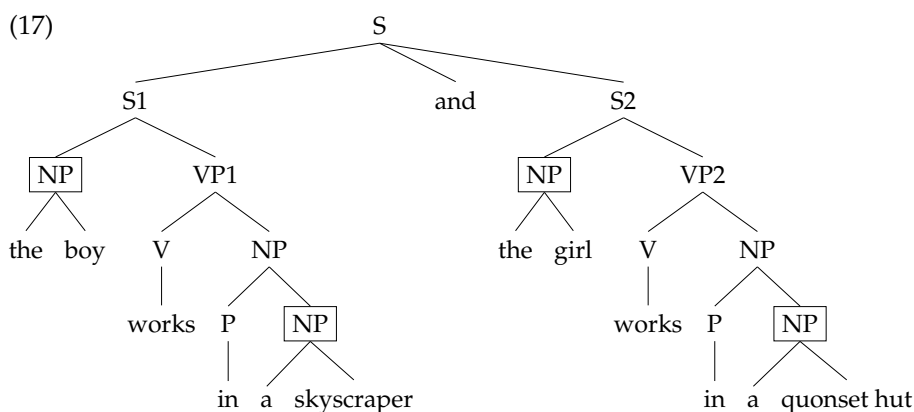 (17) S
S1 and S2
NP VP1 NP VP2
the boy V NP the girl V NP
works P NP works P NP
in a skyscraper in a quonset hut